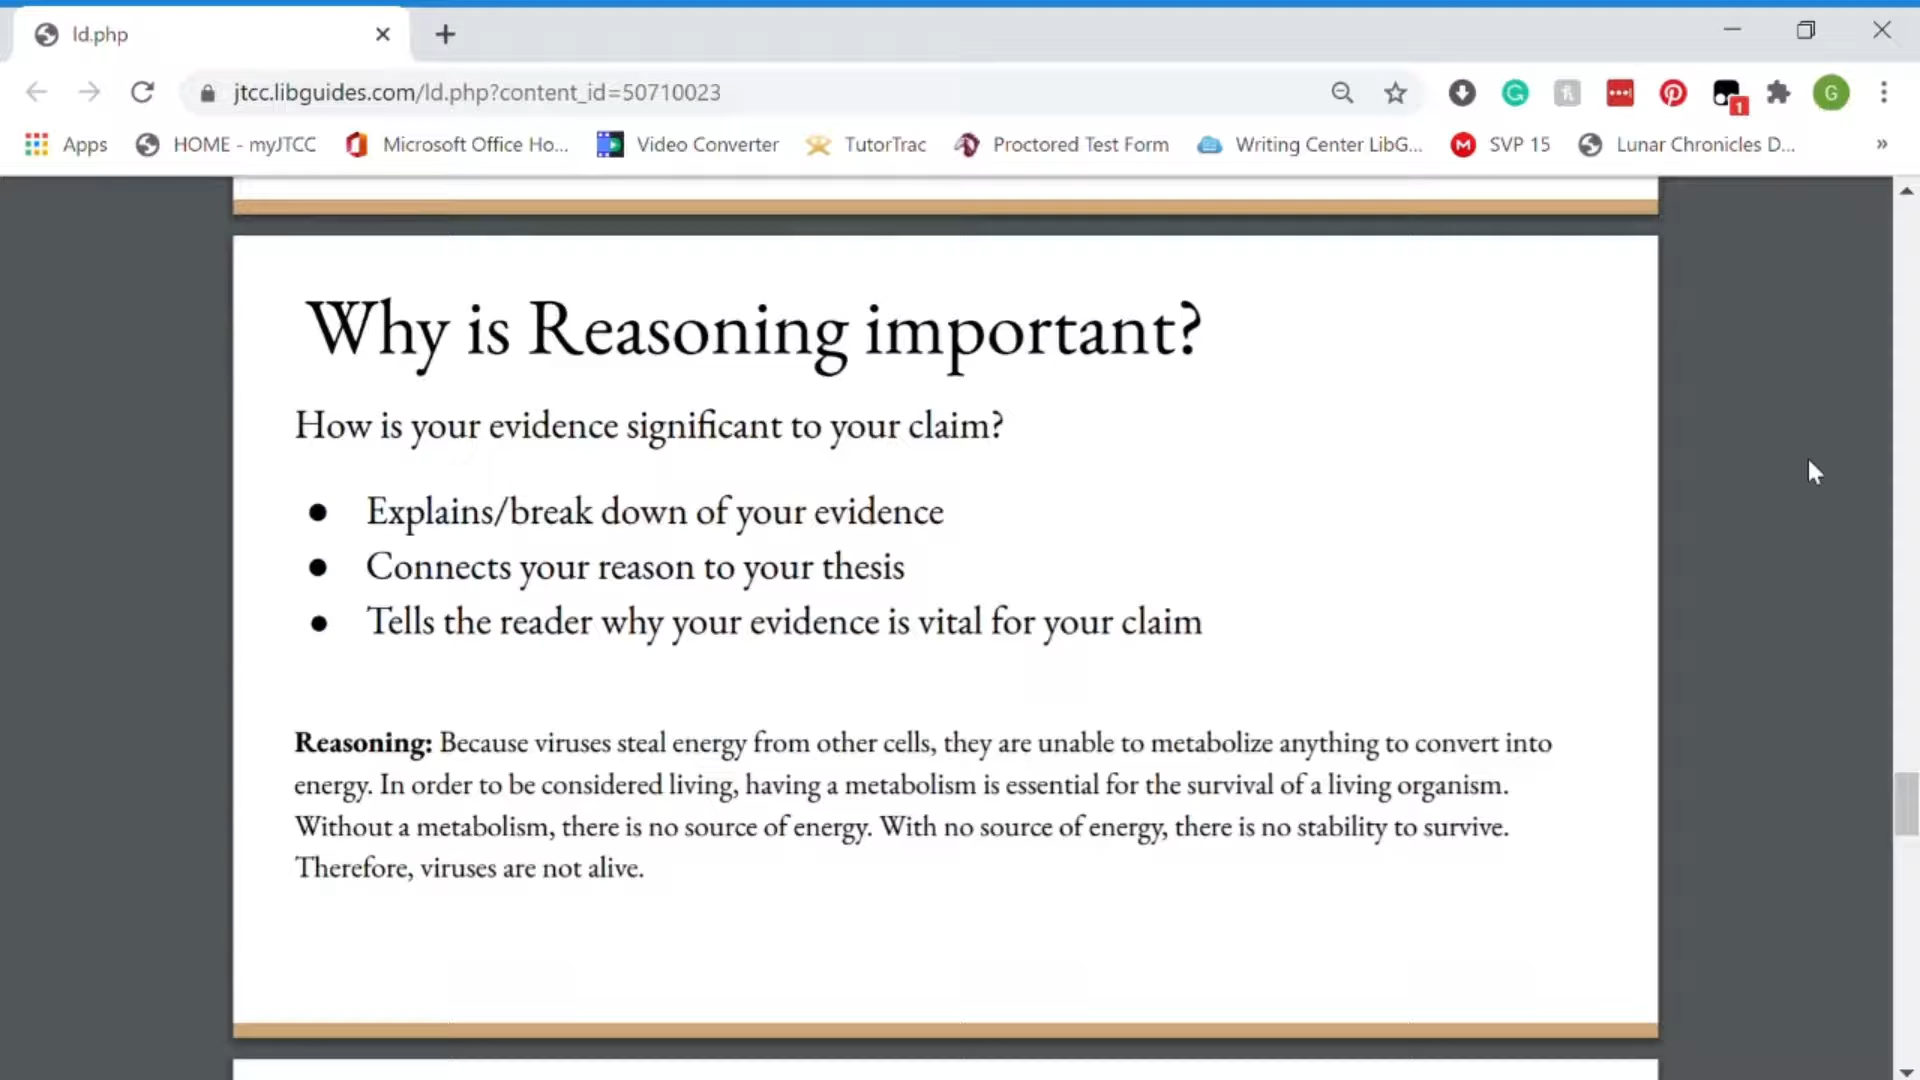 ld.php
jtcc.libguides.com/ld.php?content_id=50710023
G
1
G
Apps
HOME - myJTCC
Microsoft Office Ho...
Video Converter
TutorTrac
Proctored Test Form
Writing Center LibG...
M
SVP 15
Lunar Chronicles D...
»
Why is Reasoning important?
How is your evidence significant to your claim?
● Explains/break down of your evidence
● Connects your reason to your thesis
● Tells the reader why your evidence is vital for your claim
Reasoning: Because viruses steal energy from other cells, they are unable to metabolize anything to convert into
energy. In order to be considered living, having a metabolism is essential for the survival of a living organism.
Without a metabolism, there is no source of energy. With no source of energy, there is no stability to survive.
Therefore, viruses are not alive.